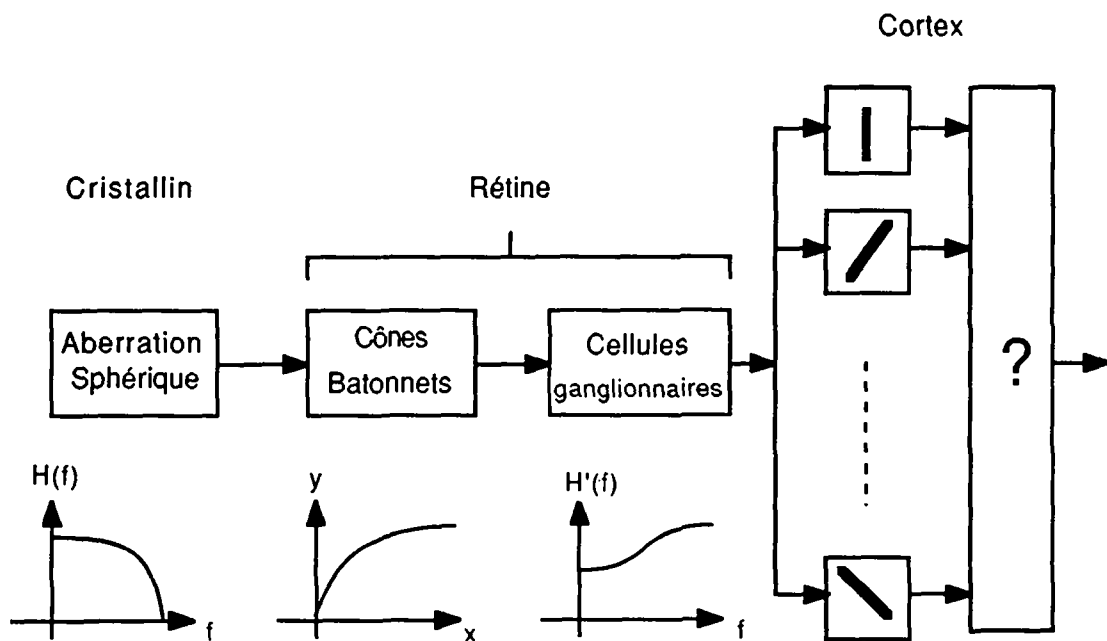 Cortex
Cristallin
Rétine
Aberration
Sphérique
Cônes
Batonnets
Cellules
ganglionnaires
?
H(f)
f
y
x
H'(f)
f